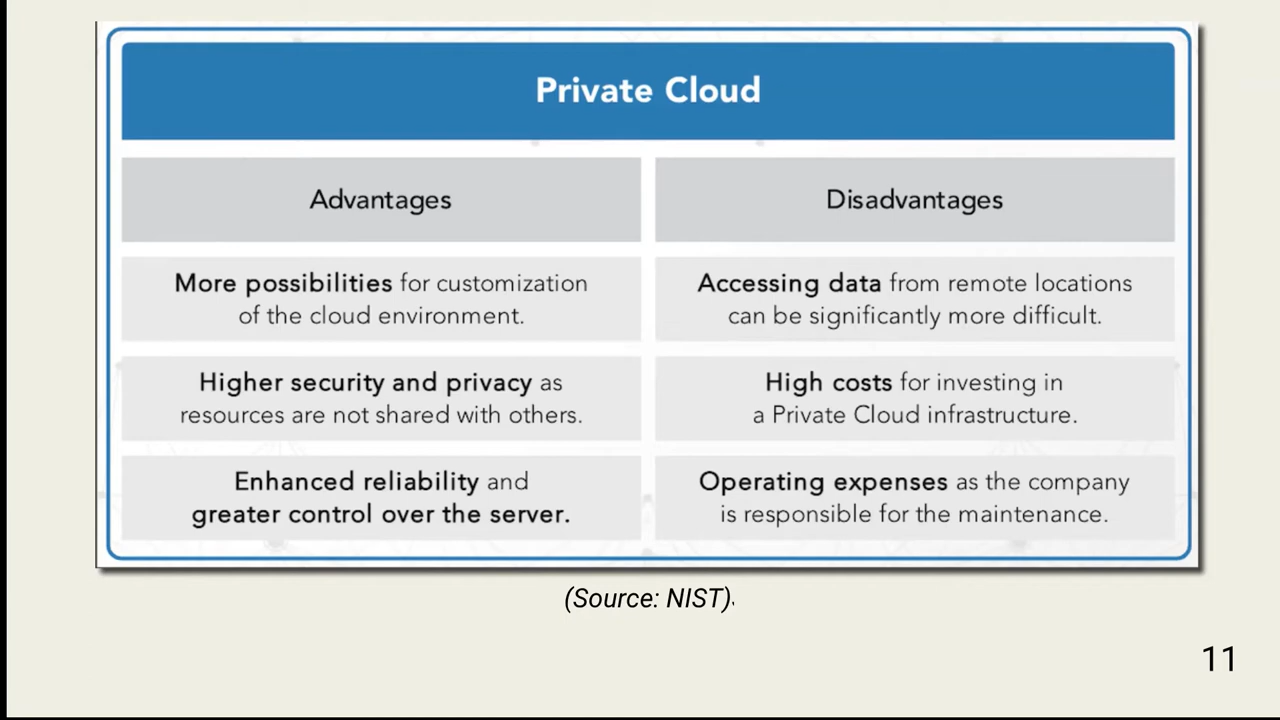 Private Cloud
Advantages
Disadvantages
More possibilities for customization
of the cloud environment.
Accessing data from remote locations
can be significantly more difficult.
Higher security and privacy as
resources are not shared with others.
High costs for investing in
a Private Cloud infrastructure.
Enhanced reliability and
greater control over the server.
Operating expenses as the company
is responsible for the maintenance.
(Source: NIST).
11